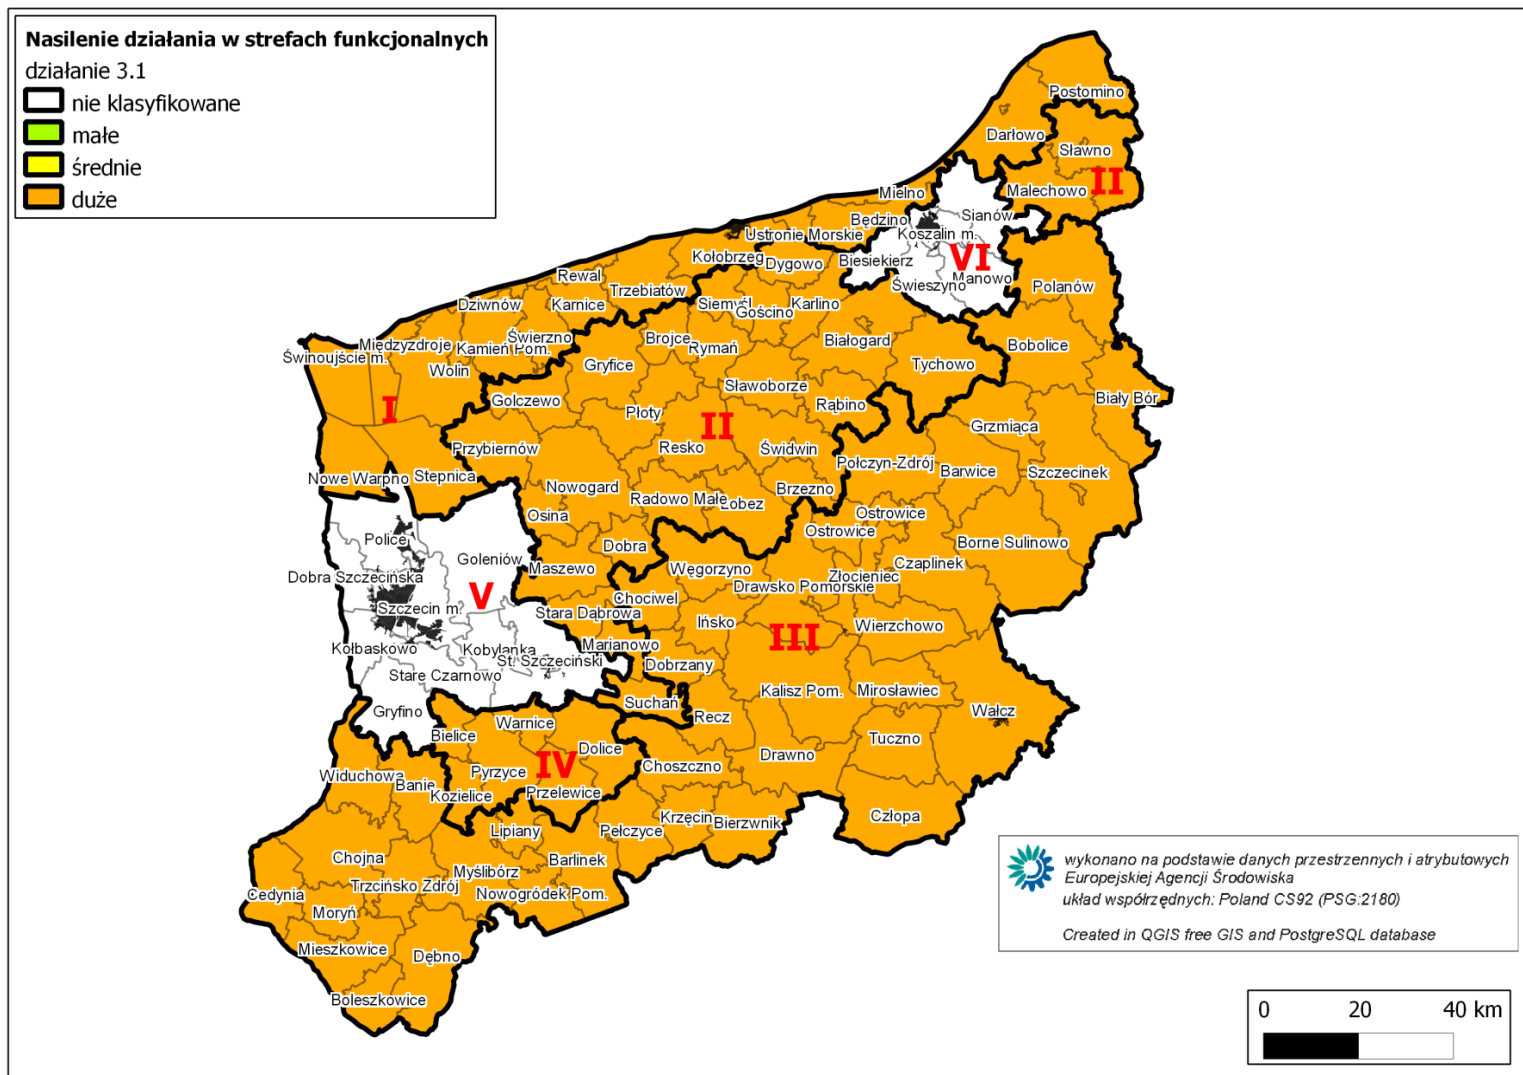 Nasilenie działania w strefach funkcjonalnych
działanie 3.1
nie klasyfikowane
małe
średnie
duże
Postomino
Darłowo
Sławno
Malechowo
II
Mielno
Będzino
Sianów
Koszalin m.
Ustronie Morskie
Kołobrzeg
Dygowo
Biesiekierz
VI
Manowo
Świeszyno
Polanów
Rewal
Trzebiatów
Dziwnów
Karnice
Siemyśl
Gościno
Karlino
Świerzno
Międzyzdroje
Kamień Pom.
Świnoujście m.
Wolin
Brojce
Rymań
Białogard
Bobolice
Gryfice
Tychowo
Sławoborze
Biały Bór
I
Golczewo
Płoty
Rąbino
II
Grzmiąca
Przybiernów
Resko
Świdwin
Połczyn-Zdrój
Barwice
Szczecinek
Nowe Warpno
Stepnica
Nowogard
Radowo Małe
Łobez
Brzezno
Osina
Ostrowice
Ostrowice
Police
Dobra
Borne Sulinowo
Goleniów
Czaplinek
Maszewo
Węgorzyno
Złocieniec
Dobra Szczecińska
Drawsko Pomorskie
V
Chociwel
Szczecin m.
Stara Dąbrowa
Ińsko
Wierzchowo
III
Kołbaskowo
Kobylanka
Marianowo
St. Szczeciński
Dobrzany
Stare Czarnowo
Kalisz Pom.
Mirosławiec
Suchań
Gryfino
Recz
Wałcz
Warnice
Bielice
Dolice
Tuczno
IV
Drawno
Choszczno
Pyrzyce
Widuchowa
Banie
Kozielice
Przelewice
Krzęcin
Bierzwnik
Człopa
Lipiany
Pełczyce
Chojna
Barlinek
Myślibórz
Trzcińsko Zdrój
Cedynia
Nowogródek Pom.
Moryń
Mieszkowice
Dębno
Boleszkowice
wykonano na podstawie danych przestrzennych i atrybutowych
Europejskiej Agencji Środowiska
układ współrzędnych: Poland CS92 (PSG:2180)
Created in QGIS free GIS and PostgreSQL database
0 20 40 km